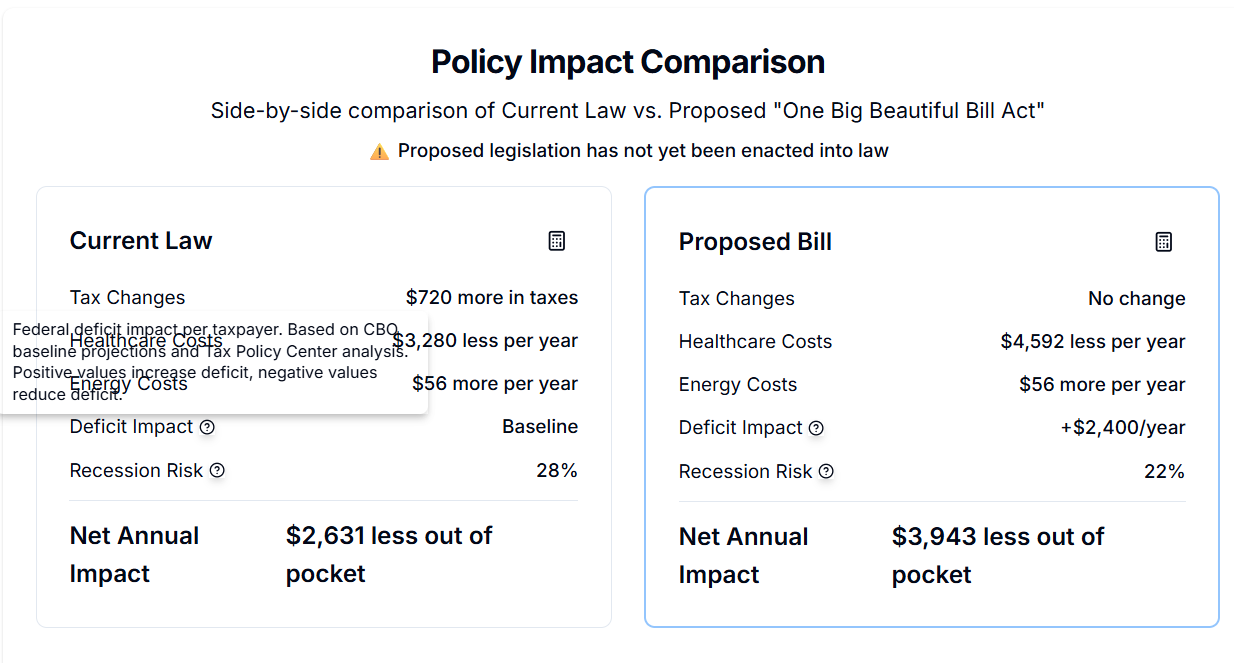 Policy Impact Comparison
Side-by-side comparison of Current Law vs. Proposed "One Big Beautiful Bill Act"
⚠ Proposed legislation has not yet been enacted into law
Current Law
Tax Changes $720 more in taxes
Healthcare Costs $3,280 less per year
Energy Costs $56 more per year
Deficit Impact Baseline
Recession Risk 28%
Net Annual Impact
$2,631 less out of pocket
Federal deficit impact per taxpayer. Based on CBO
baseline projections and Tax Policy Center analysis.
Positive values increase deficit, negative values
reduce deficit.
Proposed Bill
Tax Changes No change
Healthcare Costs $4,592 less per year
Energy Costs $56 more per year
Deficit Impact +$2,400/year
Recession Risk 22%
Net Annual Impact
$3,943 less out of pocket